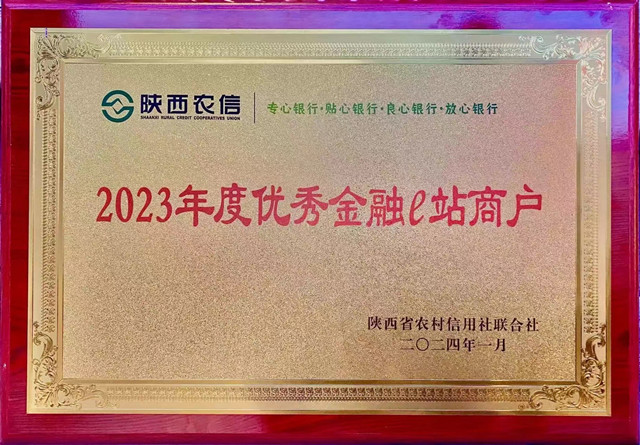 陕西农信
SHAANXI RURAL CREDIT COOPERATIVES UNION
专心银行·贴心银行·良心银行·放心银行
2023年度优秀金融e站商户
陕西省农村信用社联合社
二〇二四年一月